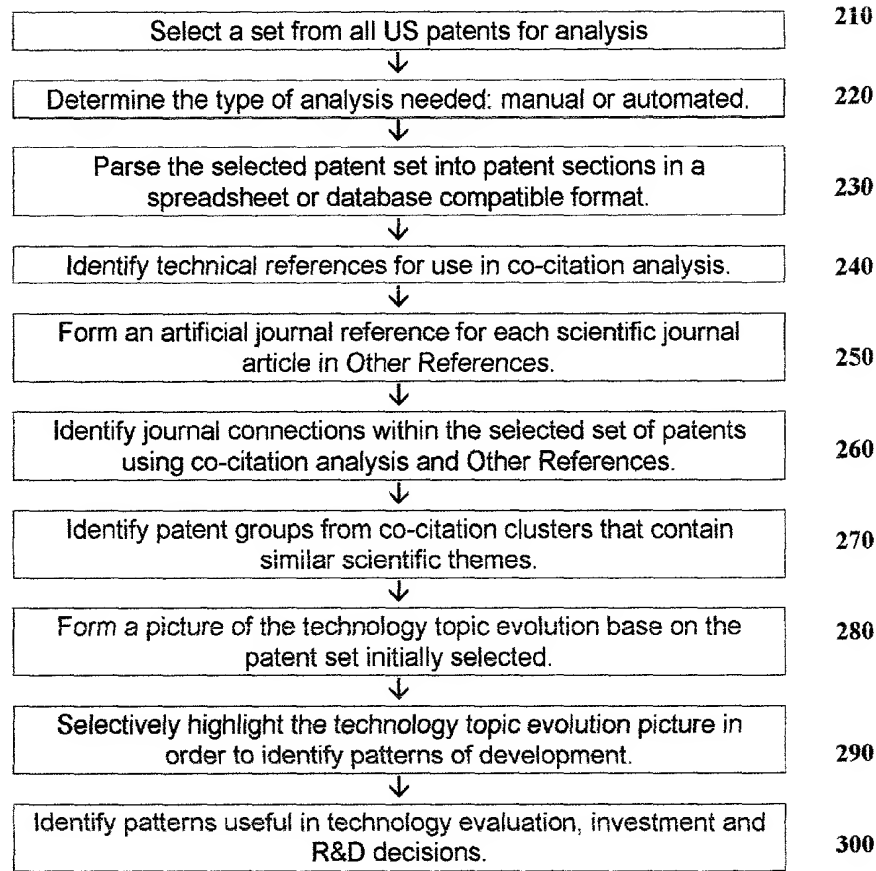 Select a set from all US patents for analysis
210
Determine the type of analysis needed: manual or automated.
220
Parse the selected patent set into patent sections in a
spreadsheet or database compatible format.
230
Identify technical references for use in co-citation analysis.
240
Form an artificial journal reference for each scientific journal
article in Other References.
250
Identify journal connections within the selected set of patents
using co-citation analysis and Other References.
260
Identify patent groups from co-citation clusters that contain
similar scientific themes.
270
Form a picture of the technology topic evolution base on the
patent set initially selected.
280
Selectively highlight the technology topic evolution picture in
order to identify patterns of development.
290
Identify patterns useful in technology evaluation, investment and
R&D decisions.
300